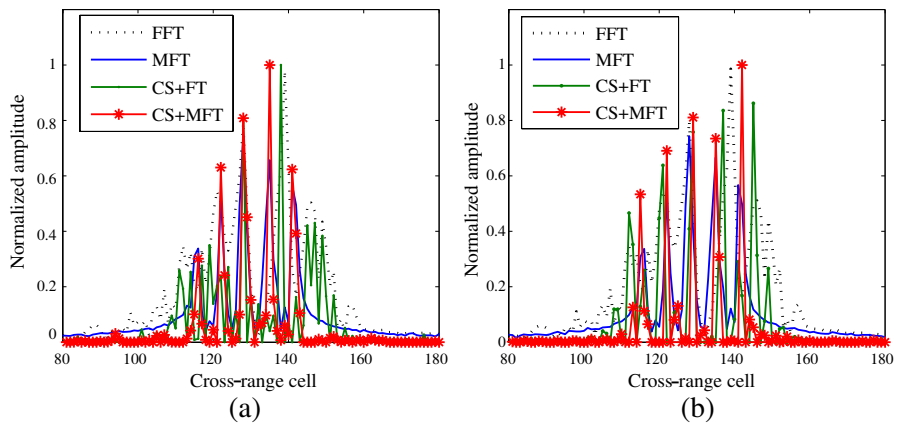 FFT
MFT
CS+FT
CS+MFT
1
0.8
0.6
0.4
0.2
0
Normalized amplitude
80 100 120 140 160 180
Cross-range cell
(a)
FFT
MFT
CS+FT
CS+MFT
1
0.8
0.6
0.4
0.2
0
Normalized amplitude
80 100 120 140 160 180
Cross-range cell
(b)